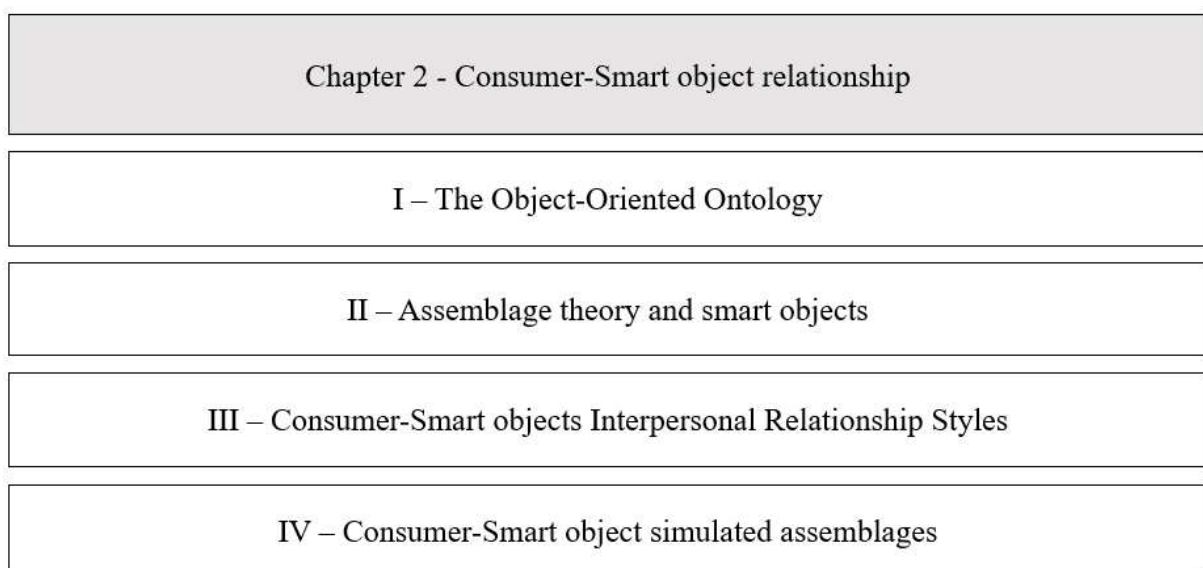 Chapter 2 - Consumer-Smart object relationship
I – The Object-Oriented Ontology
II – Assemblage theory and smart objects
III – Consumer-Smart objects Interpersonal Relationship Styles
IV – Consumer-Smart object simulated assemblages